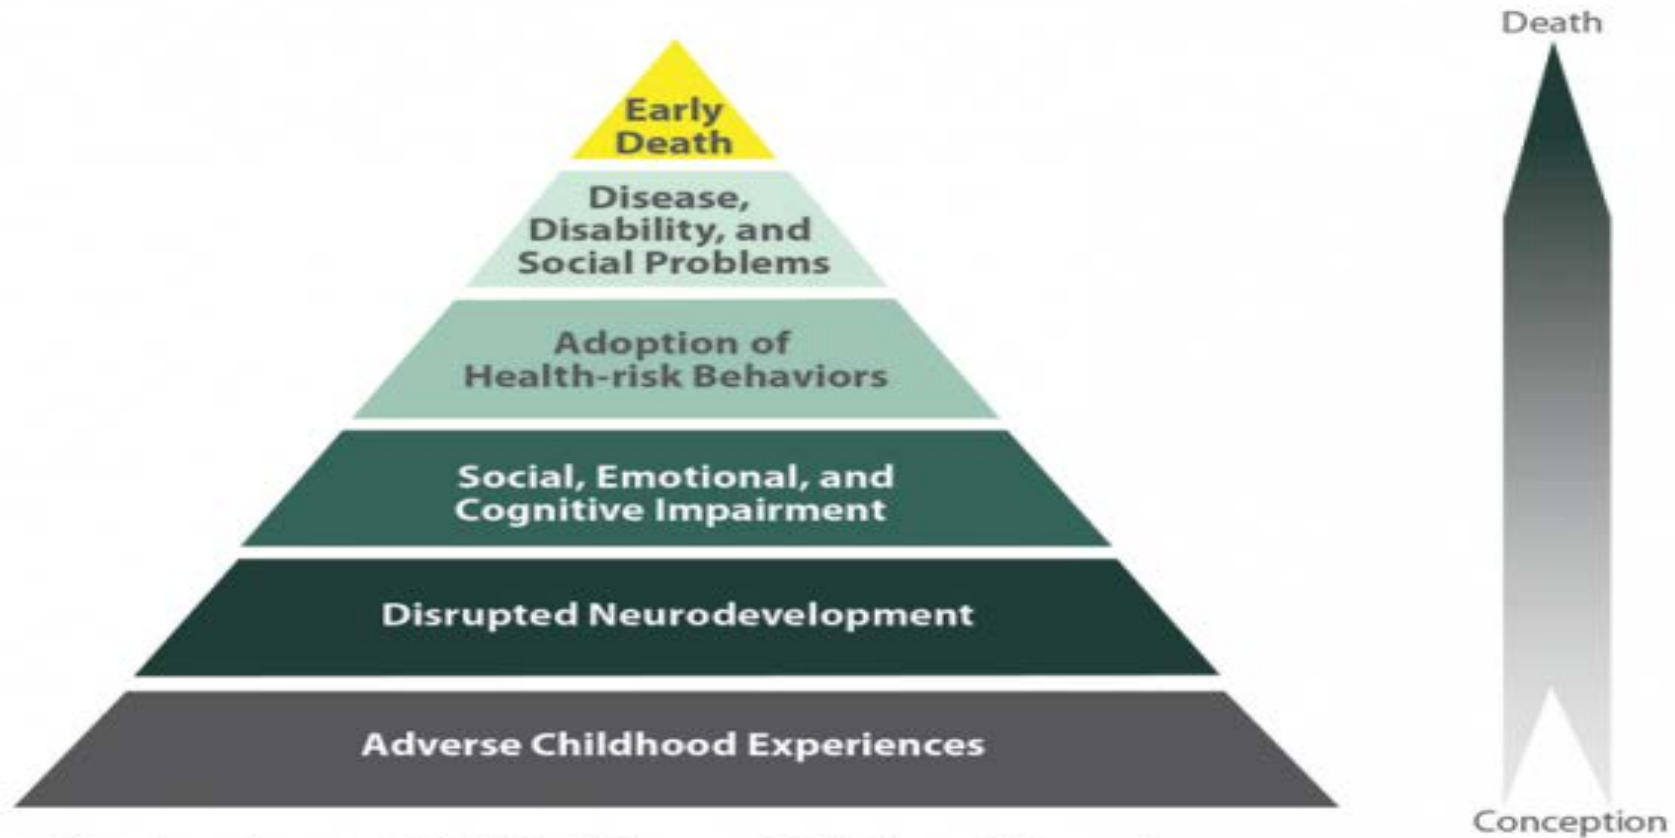 Death
Early
Death
Disease,
Disability, and
Social Problems
Adoption of
Health-risk Behaviors
Social, Emotional, and
Cognitive Impairment
Disrupted Neurodevelopment
Adverse Childhood Experiences
Conception